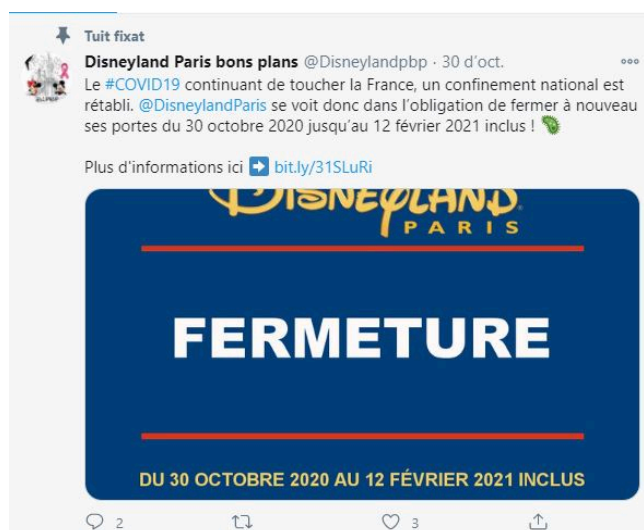 Tuit fixat
Disneyland Paris bons plans @Disneylandpbp · 30 d'oct.
Le #COVID19 continuant de toucher la France, un confinement national est
rétabli. @DisneylandParis se voit donc dans l'obligation de fermer à nouveau
ses portes du 30 octobre 2020 jusqu'au 12 février 2021 inclus !
Plus d'informations ici ➡ bit.ly/31SLuRi
DISNEYLAND
PARIS
FERMETURE
DU 30 OCTOBRE 2020 AU 12 FÉVRIER 2021 INCLUS
2 3